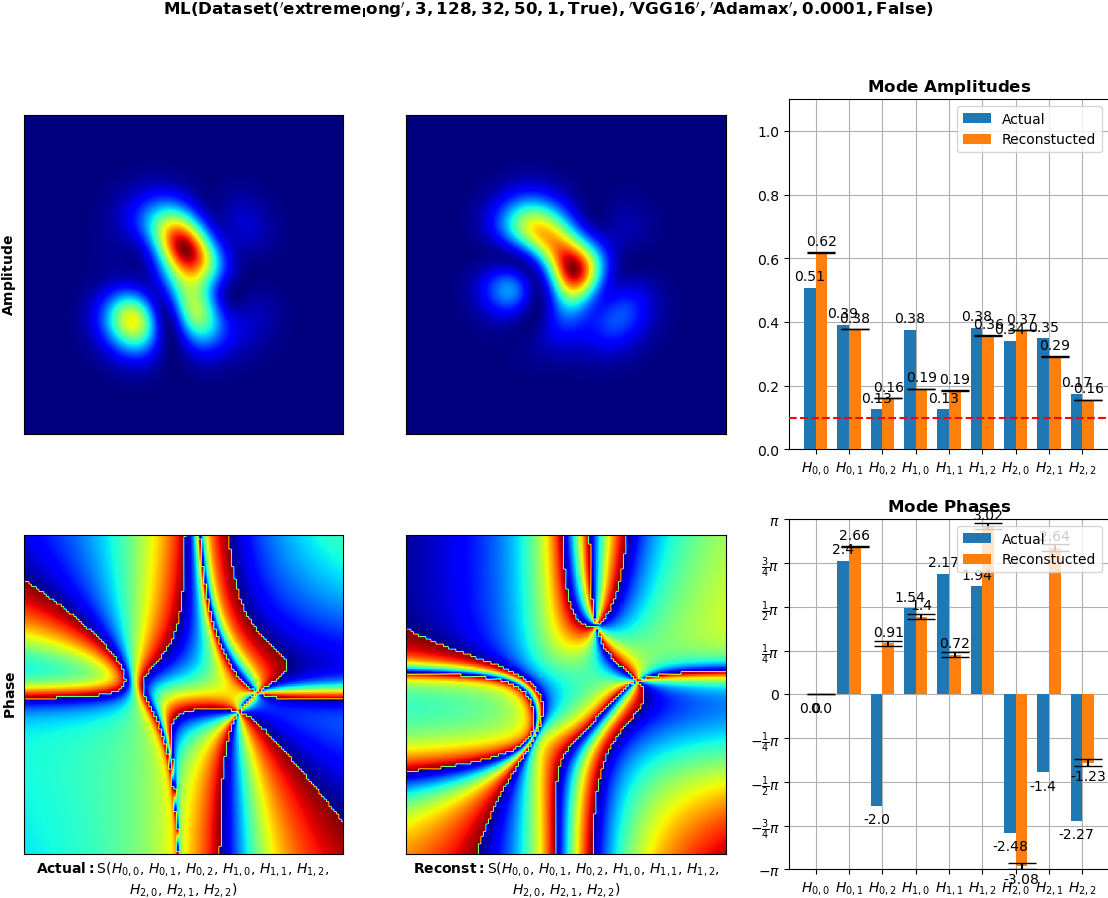 ML(Dataset('extreme_long', 3, 128, 32, 50, 1, True), 'VGG16', 'Adamax', 0.0001, False)
Amplitude
Mode Amplitudes
Actual
Reconstucted
1.0
0.8
0.6
0.4
0.2
0.0
0.51
0.62
0.39
0.38
0.13
0.16
0.38
0.19
0.13
0.19
0.38
0.36
0.34
0.37
0.35
0.29
0.17
0.16
H0,0 H0,1 H0,2 H1,0 H1,1 H1,2 H2,0 H2,1 H2,2
Phase
Mode Phases
Actual
Reconstucted
π
3/4π
1/2π
1/4π
0
−1/4π
−1/2π
−3/4π
−π
0.0
0.0
2.4
2.66
-2.0
0.91
1.54
1.4
2.17
0.72
1.94
3.02
-2.48
-3.08
-1.4
2.64
-2.27
-1.23
H0,0 H0,1 H0,2 H1,0 H1,1 H1,2 H2,0 H2,1 H2,2
Actual: S(H0,0, H0,1, H0,2, H1,0, H1,1, H1,2,
H2,0, H2,1, H2,2)
Reconst: S(H0,0, H0,1, H0,2, H1,0, H1,1, H1,2,
H2,0, H2,1, H2,2)